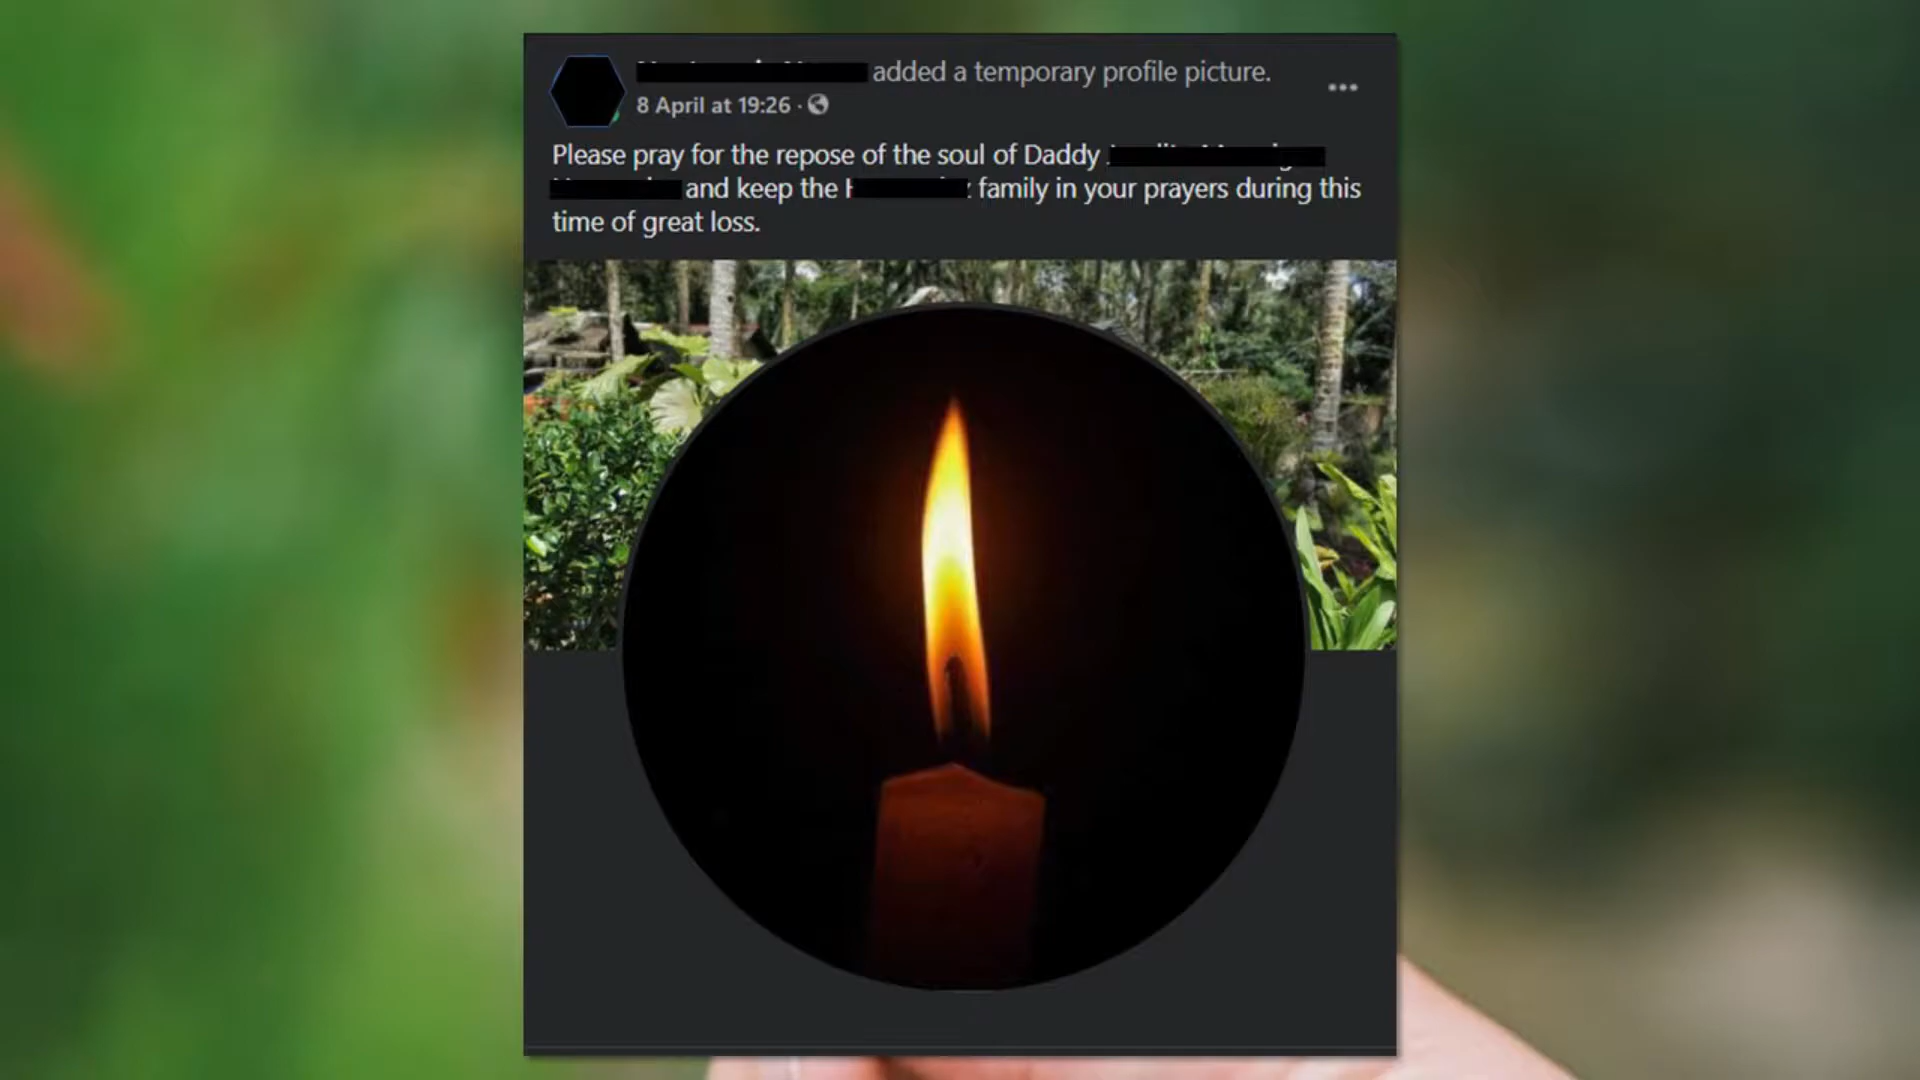 added a temporary profile picture.
8 April at 19:26 ·
Please pray for the repose of the soul of Daddy
and keep the family in your prayers during this
time of great loss.